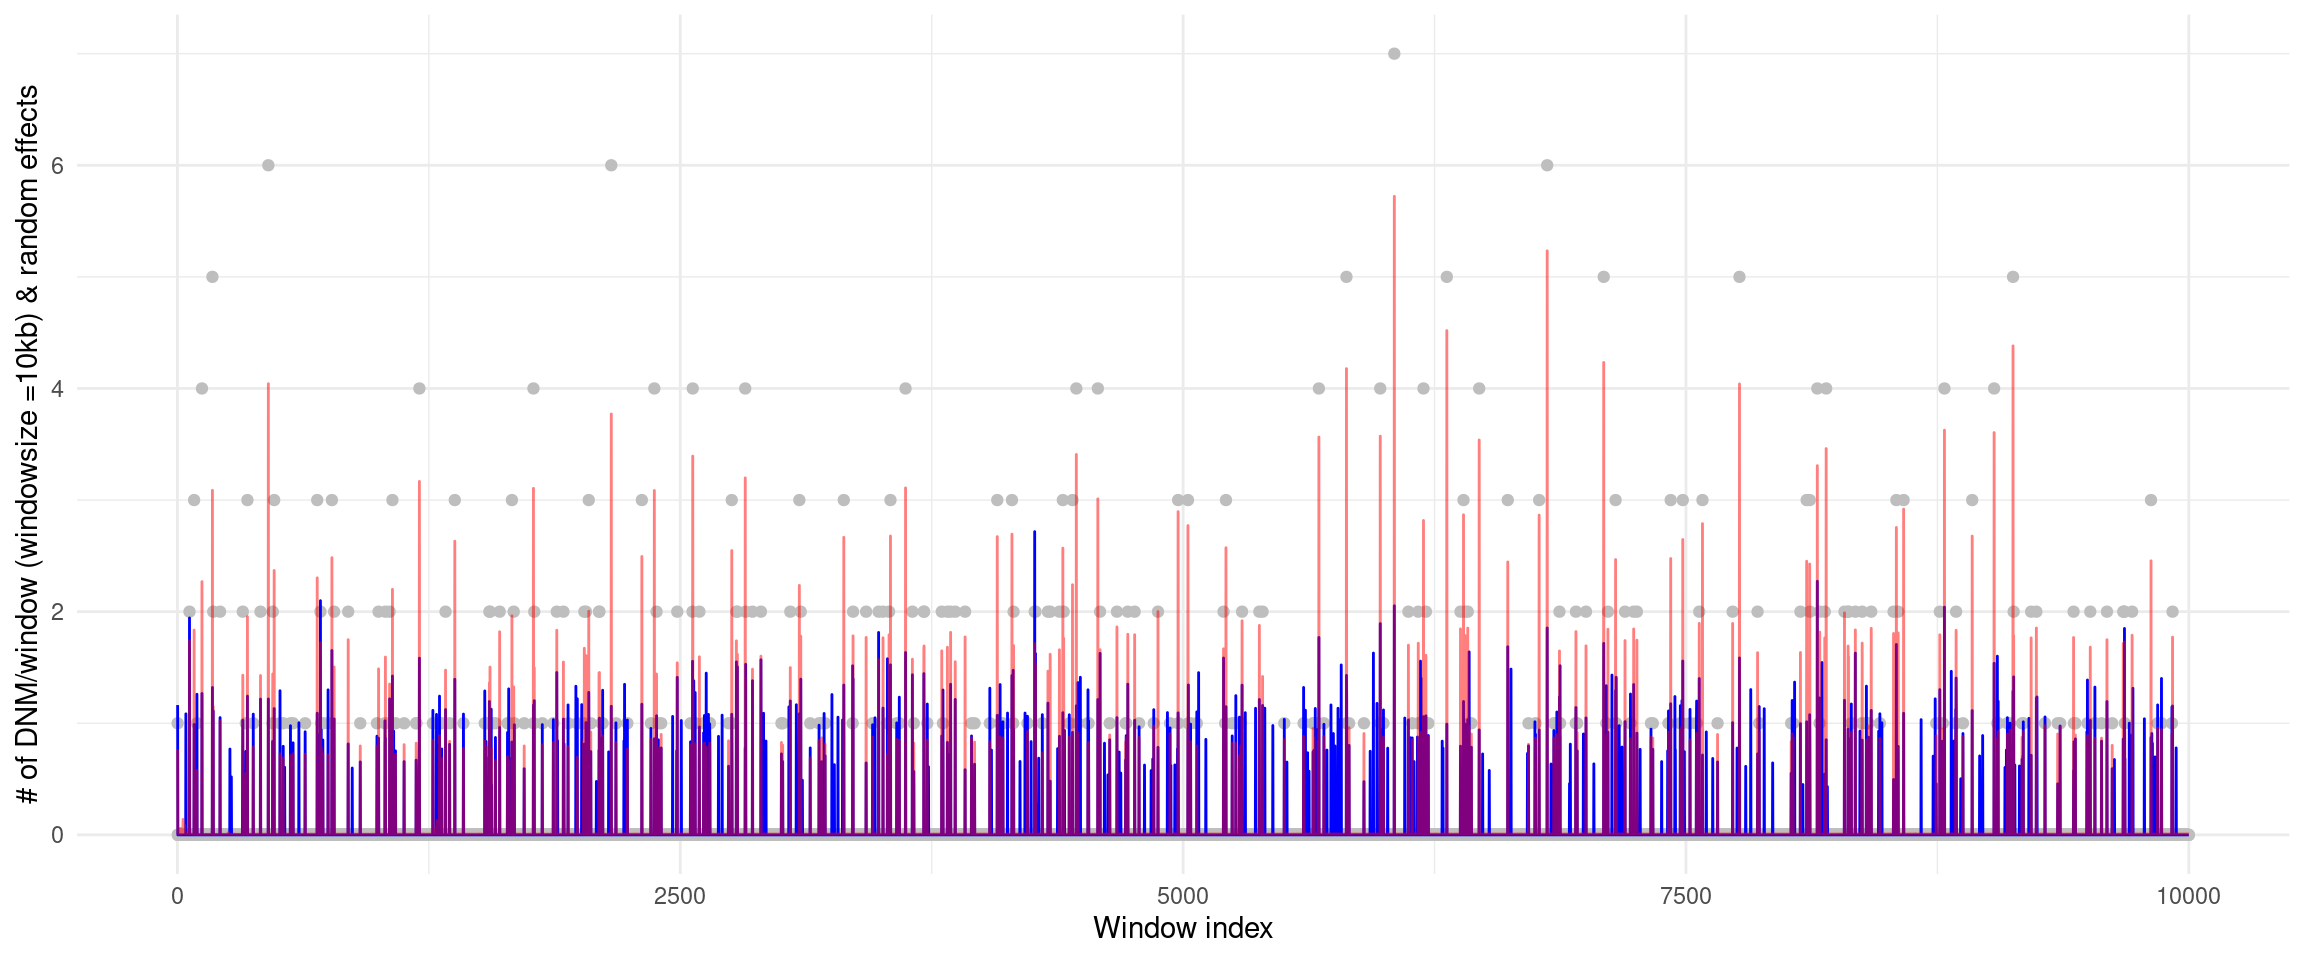 # of DNM/window (windowsize =10kb) & random effects
6
4
2
0
0 2500 5000 7500 10000
Window index